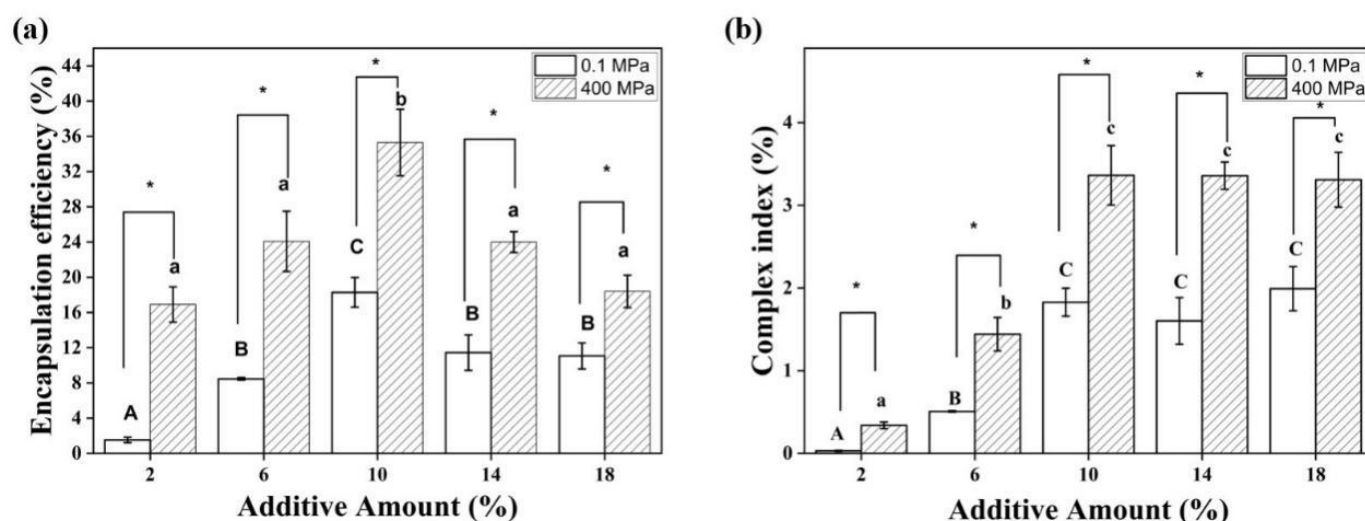 (a)
Encapsulation efficiency (%)
44
40
36
32
28
24
20
16
12
8
4
0
0.1 MPa
400 MPa
*
*
*
*
*
A
a
B
a
C
b
B
a
B
a
2
6
10
14
18
Additive Amount (%)
(b)
Complex index (%)
4
3
2
1
0
0.1 MPa
400 MPa
*
*
*
*
*
A
a
B
b
C
c
C
c
C
c
2
6
10
14
18
Additive Amount (%)